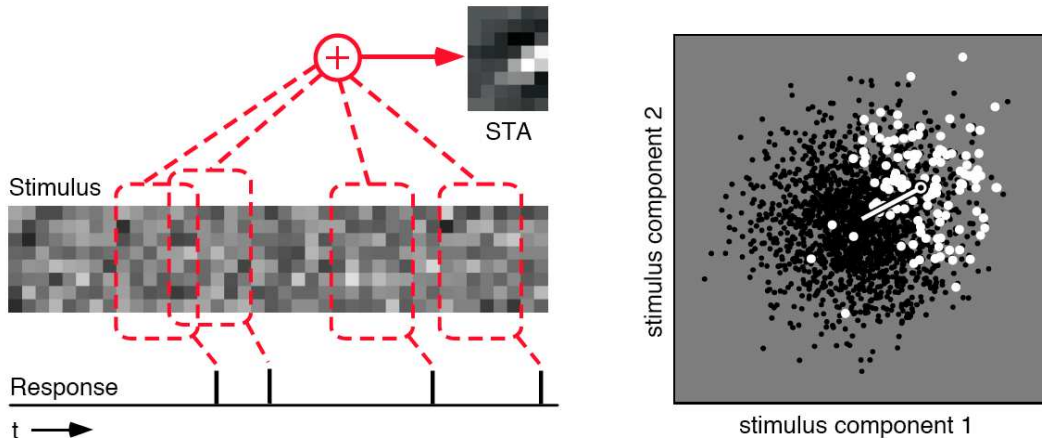 STA
Stimulus
Response
t
stimulus component 2
stimulus component 1